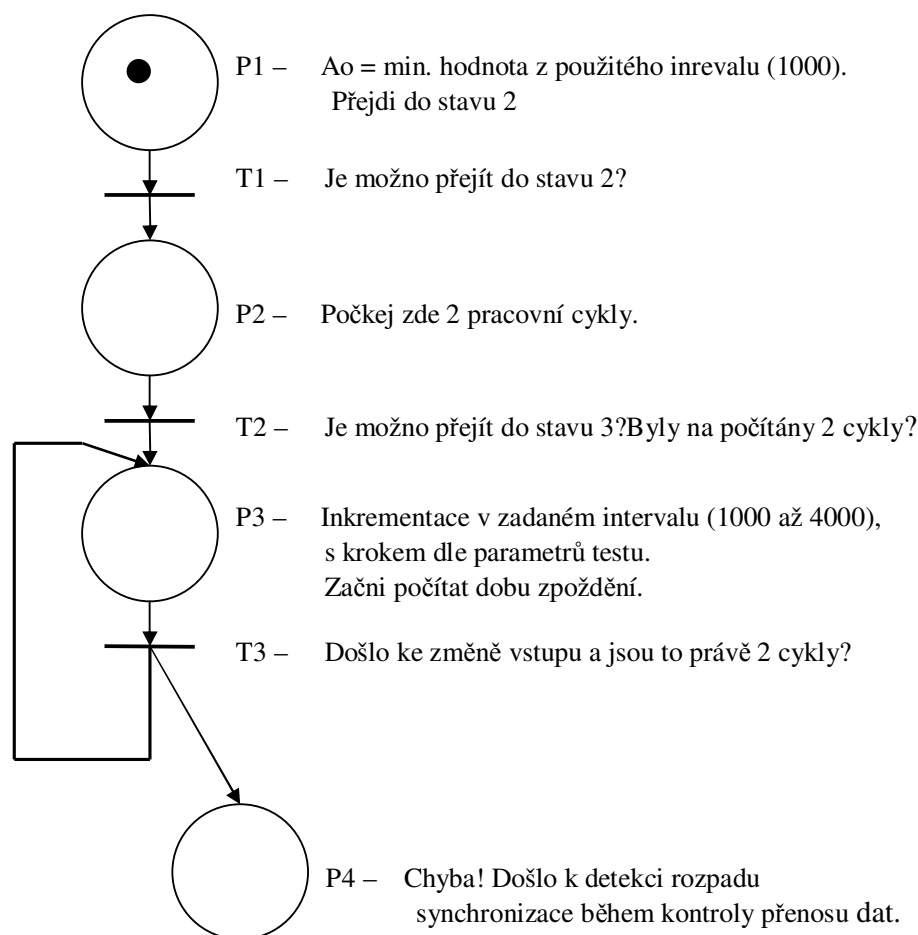 P1 – Ao = min. hodnota z použitého inrevalu (1000).
Přejdi do stavu 2
T1 – Je možno přejít do stavu 2?
P2 – Počkej zde 2 pracovní cykly.
T2 – Je možno přejít do stavu 3?Byly na počítány 2 cykly?
P3 – Inkrementace v zadaném intervalu (1000 až 4000),
s krokem dle parametrů testu.
Začni počítat dobu zpoždění.
T3 – Došlo ke změně vstupu a jsou to právě 2 cykly?
P4 – Chyba! Došlo k detekci rozpadu
synchronizace během kontroly přenosu dat.